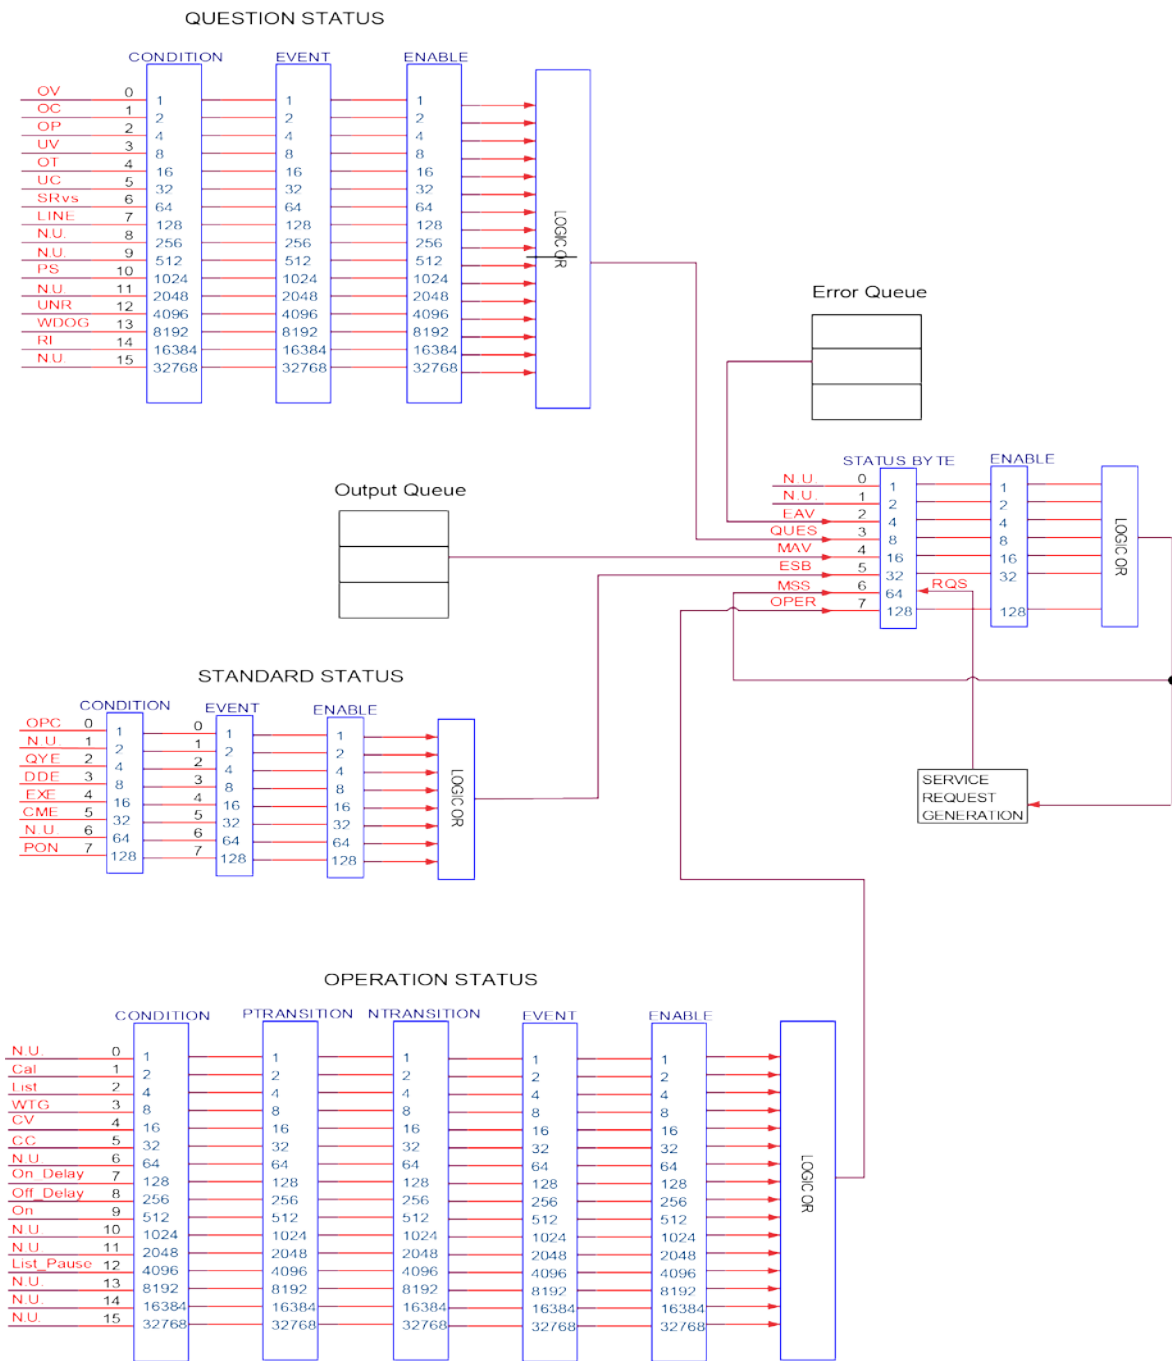 QUESTION STATUS
CONDITION EVENT ENABLE
OV 0 1 1 1
OC 1 2 2 2
OP 2 4 4 4
UV 3 8 8 8
OT 4 16 16 16
UC 5 32 32 32
SRvs 6 64 64 64
LINE 7 128 128 128
N.U. 8 256 256 256
N.U. 9 512 512 512
PS 10 1024 1024 1024
N.U. 11 2048 2048 2048
UNR 12 4096 4096 4096
WDOG 13 8192 8192 8192
RI 14 16384 16384 16384
N.U. 15 32768 32768 32768
LOGIC OR
Error Queue
Output Queue
STATUS BYTE ENABLE
N.U. 0 1 1
N.U. 1 2 2
EAV 2 4 4
QUES 3 8 8
MAV 4 16 16
ESB 5 32 32
MSS 6 64 RQS
OPER 7 128 128
LOGIC OR
SERVICE
REQUEST
GENERATION
STANDARD STATUS
CONDITION EVENT ENABLE
OPC 0 1 0 1 1
N.U. 1 2 1 2 2
QYE 2 4 2 4 4
DDE 3 8 3 8 8
EXE 4 16 4 16 16
CME 5 32 5 32 32
N.U. 6 64 6 64 64
PON 7 128 7 128 128
LOGIC OR
OPERATION STATUS
CONDITION PTRANSITION NTRANSITION EVENT ENABLE
N.U. 0 1 1 1 1 1
Cal 1 2 2 2 2 2
List 2 4 4 4 4 4
WTG 3 8 8 8 8 8
CV 4 16 16 16 16 16
CC 5 32 32 32 32 32
N.U 6 64 64 64 64 64
On_Delay 7 128 128 128 128 128
Off_Delay 8 256 256 256 256 256
On 9 512 512 512 512 512
N.U 10 1024 1024 1024 1024 1024
N.U. 11 2048 2048 2048 2048 2048
List_Pause 12 4096 4096 4096 4096 4096
N.U. 13 8192 8192 8192 8192 8192
N.U. 14 16384 16384 16384 16384 16384
N.U. 15 32768 32768 32768 32768 32768
LOGIC OR